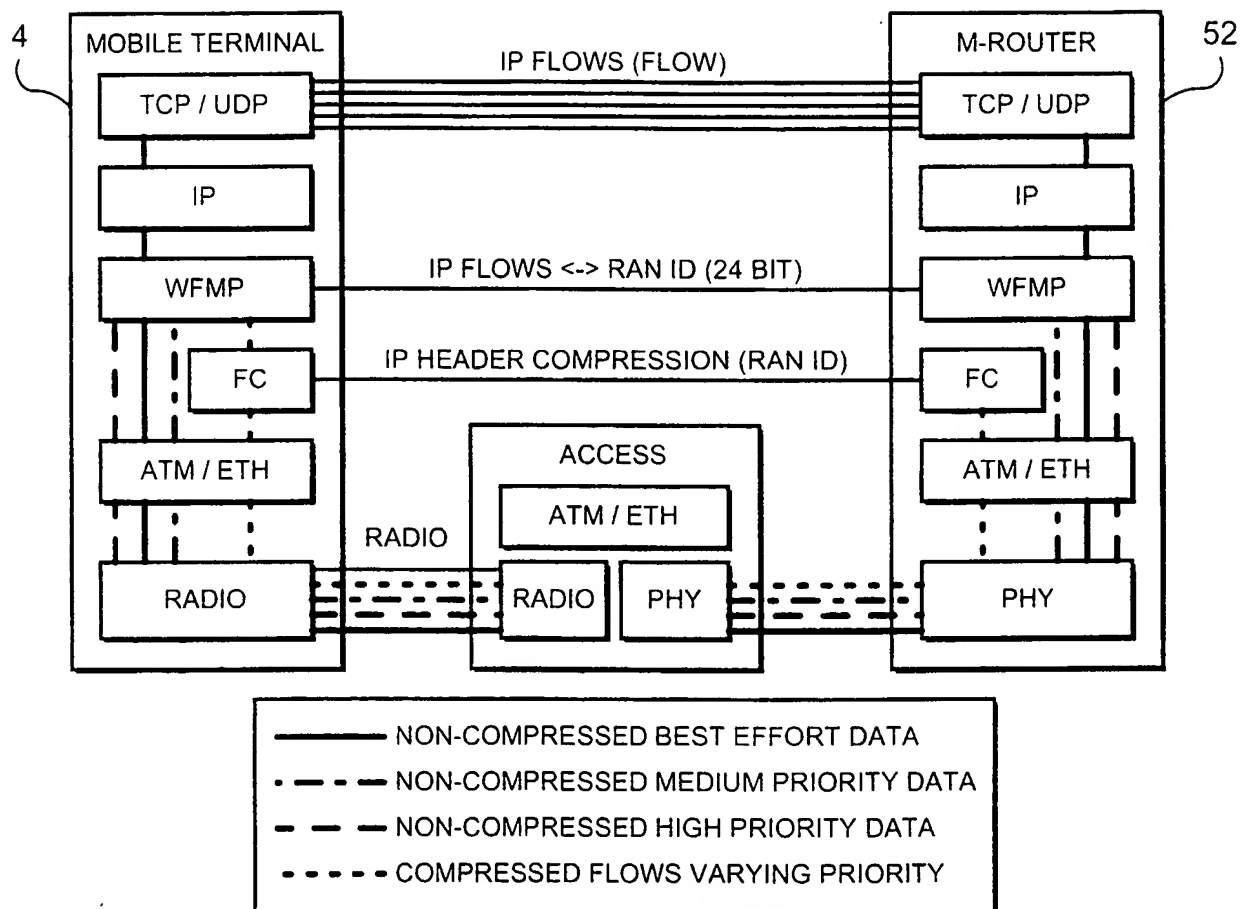 4
MOBILE TERMINAL
TCP / UDP
IP
WFMP
FC
ATM / ETH
RADIO
IP FLOWS (FLOW)
IP FLOWS <-> RAN ID (24 BIT)
IP HEADER COMPRESSION (RAN ID)
RADIO
ACCESS
ATM / ETH
RADIO
PHY
M-ROUTER
52
TCP / UDP
IP
WFMP
FC
ATM / ETH
PHY
NON-COMPRESSED BEST EFFORT DATA
NON-COMPRESSED MEDIUM PRIORITY DATA
NON-COMPRESSED HIGH PRIORITY DATA
COMPRESSED FLOWS VARYING PRIORITY